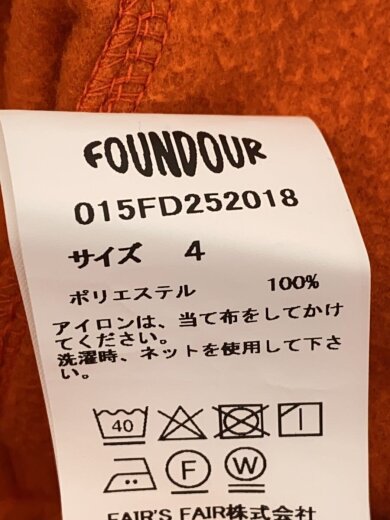 FOUNDOUR
015FD252018
サイズ 4
ポリエステル 100%
アイロンは、当て布をしてかけ
てください。
洗濯時、ネットを使用して下さ
い。
40
F W
FAIR'S FAIR株式会社